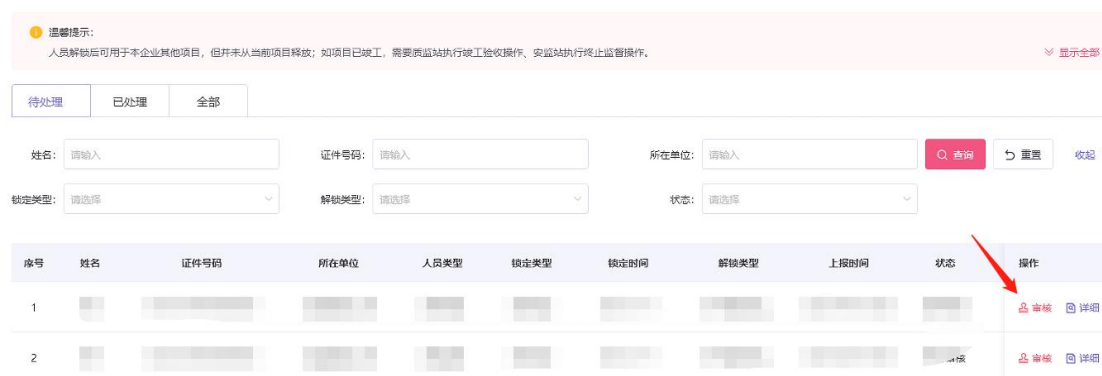 温馨提示：
人员解锁后可用于本企业其他项目，但并未从当前项目释放；如项目已竣工，需要质监站执行竣工验收操作、安监站执行终止监督操作。
显示全部
待处理 已处理 全部
姓名： 请输入 证件号码： 请输入 所在单位： 请输入 查询 重置 收起
锁定类型： 请选择 解锁类型： 请选择 状态： 请选择
序号 姓名 证件号码 所在单位 人员类型 锁定类型 锁定时间 解锁类型 上报时间 状态 操作
1 审核 详细
2 审核 详细